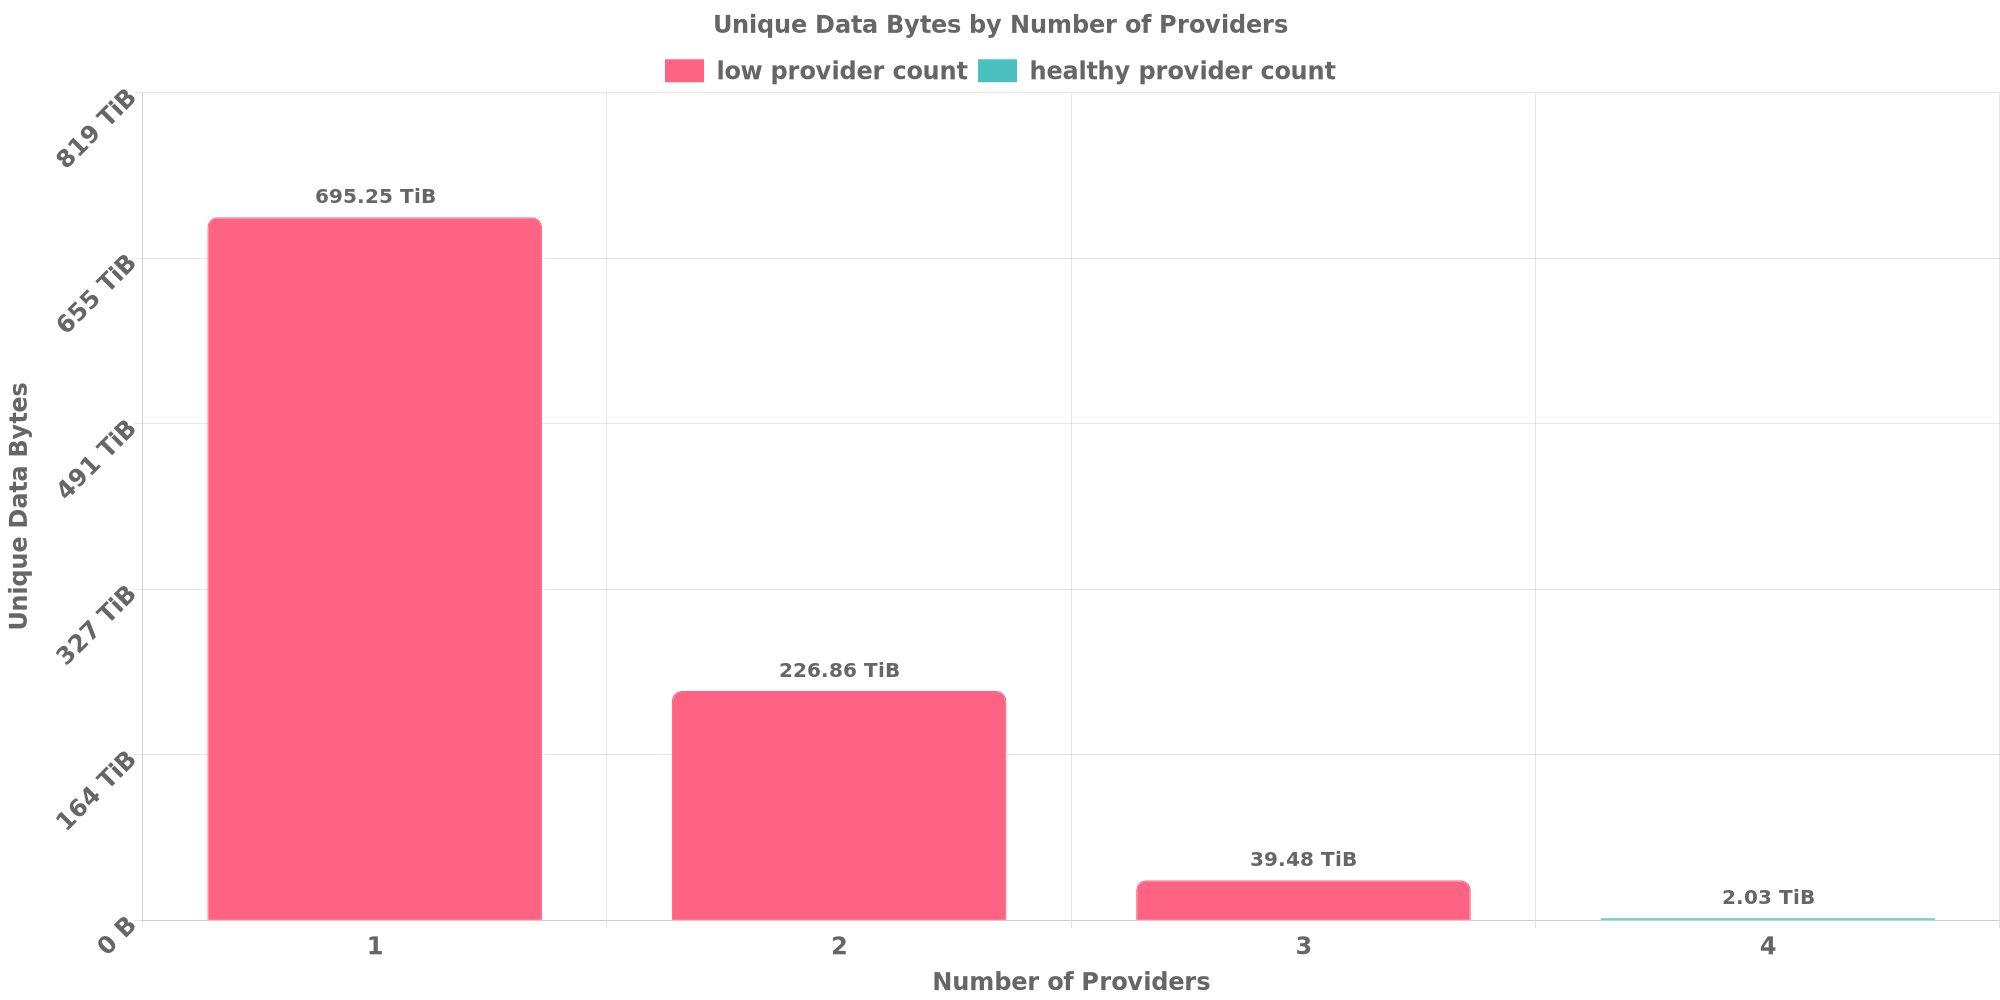 Unique Data Bytes by Number of Providers
low provider count healthy provider count
819 TiB
655 TiB
491 TiB
327 TiB
164 TiB
0 B
Unique Data Bytes
695.25 TiB
226.86 TiB
39.48 TiB
2.03 TiB
1 2 3 4
Number of Providers